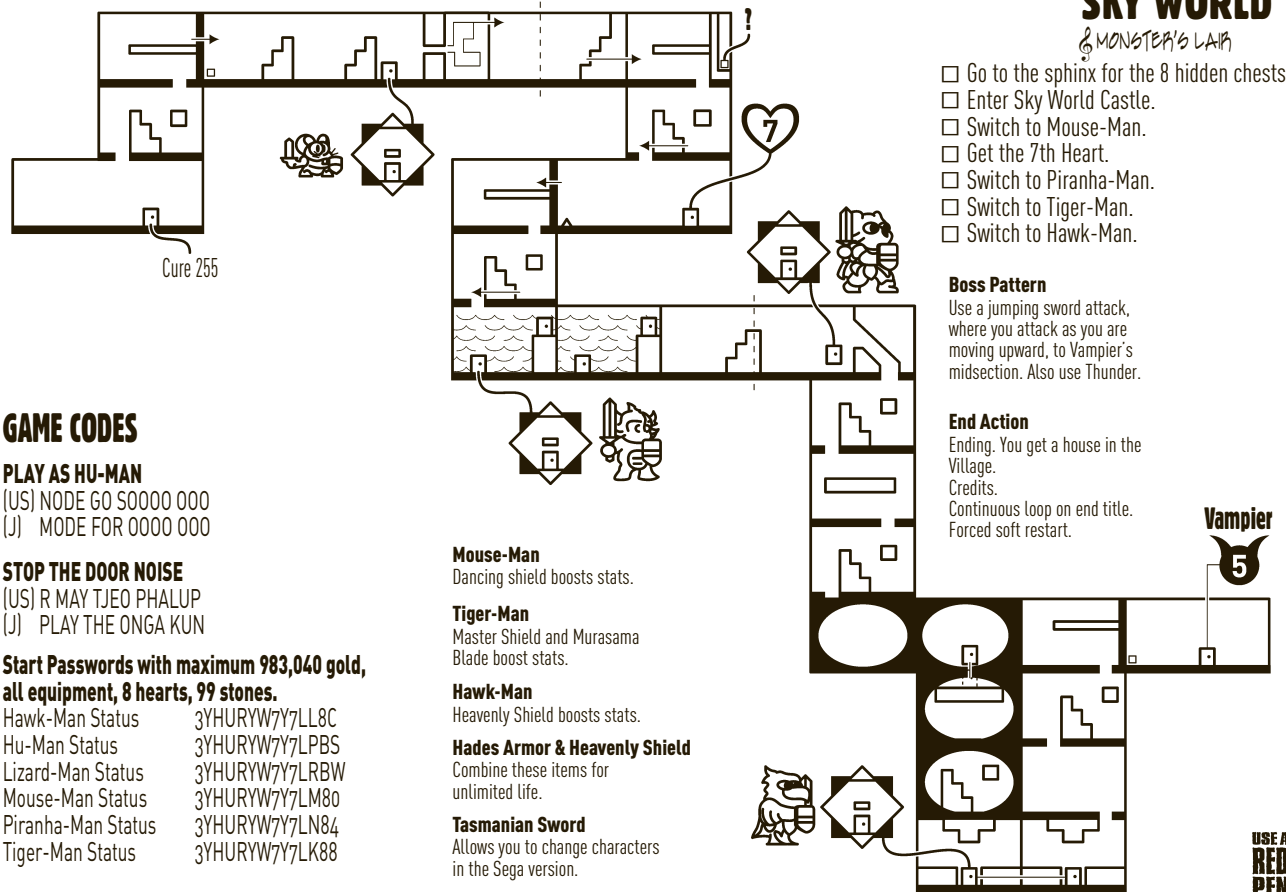 SKY WORLD
MONSTER'S LAIR
□ Go to the sphinx for the 8 hidden chests
□ Enter Sky World Castle.
□ Switch to Mouse-Man.
□ Get the 7th Heart.
□ Switch to Piranha-Man.
□ Switch to Tiger-Man.
□ Switch to Hawk-Man.
?
7
Cure 255
Boss Pattern
Use a jumping sword attack,
where you attack as you are
moving upward, to Vampier's
midsection. Also use Thunder.
End Action
Ending. You get a house in the
Village.
Credits.
Continuous loop on end title.
Forced soft restart.
Vampier
5
GAME CODES
PLAY AS HU-MAN
(US) NODE GO S0000 000
(J) MODE FOR 0000 000
STOP THE DOOR NOISE
(US) R MAY TJEO PHALUP
(J) PLAY THE ONGA KUN
Start Passwords with maximum 983,040 gold,
all equipment, 8 hearts, 99 stones.
Hawk-Man Status 3YHURYW7Y7LL8C
Hu-Man Status 3YHURYW7Y7LPBS
Lizard-Man Status 3YHURYW7Y7LRBW
Mouse-Man Status 3YHURYW7Y7LM80
Piranha-Man Status 3YHURYW7Y7LN84
Tiger-Man Status 3YHURYW7Y7LK88
Mouse-Man
Dancing shield boosts stats.
Tiger-Man
Master Shield and Murasama
Blade boost stats.
Hawk-Man
Heavenly Shield boosts stats.
Hades Armor & Heavenly Shield
Combine these items for
unlimited life.
Tasmanian Sword
Allows you to change characters
in the Sega version.
USE A
RED
PEN